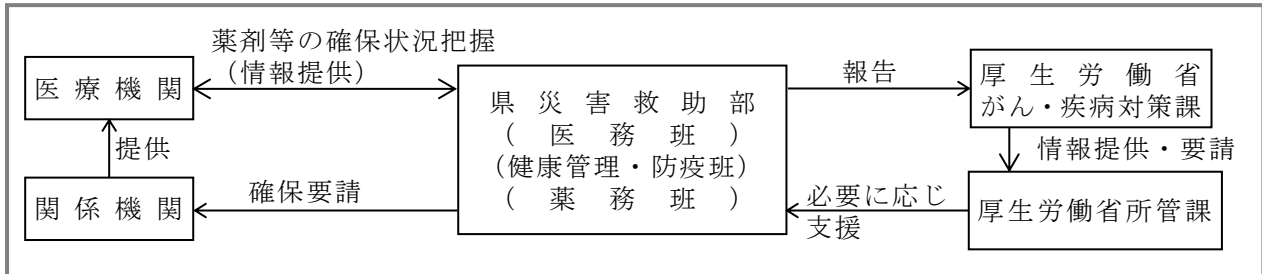 薬剤等の確保状況把握
（情報提供）
医療機関
提供
関係機関
確保要請
県災害救助部
（医務班）
（健康管理・防疫班）
（薬務班）
報告
厚生労働省
がん・疾病対策課
情報提供・要請
必要に応じ
支援
厚生労働省所管課